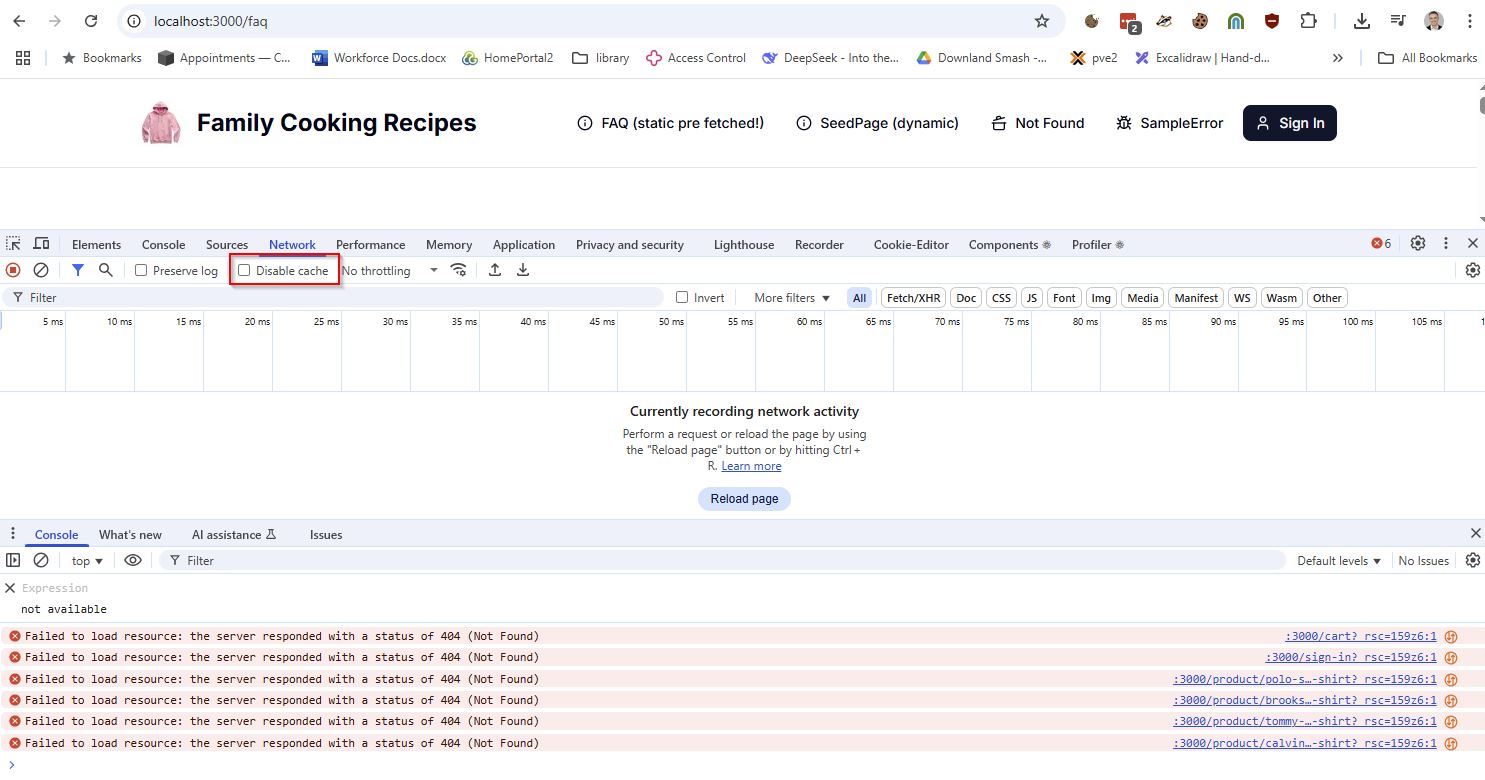 localhost:3000/faq
2
Bookmarks Appointments — C... Workforce Docs.docx HomePortal2 library Access Control DeepSeek - Into the... Downland Smash -... pve2 Excalidraw | Hand-d... » All Bookmarks
Family Cooking Recipes FAQ (static pre fetched!) SeedPage (dynamic) Not Found SampleError Sign In
Elements Console Sources Network Performance Memory Application Privacy and security Lighthouse Recorder Cookie-Editor Components Profiler 6
Preserve log Disable cache No throttling
Filter Invert More filters All Fetch/XHR Doc CSS JS Font Img Media Manifest WS Wasm Other
5 ms 10 ms 15 ms 20 ms 25 ms 30 ms 35 ms 40 ms 45 ms 50 ms 55 ms 60 ms 65 ms 70 ms 75 ms 80 ms 85 ms 90 ms 95 ms 100 ms 105 ms 1
Currently recording network activity
Perform a request or reload the page by using
the "Reload page" button or by hitting Ctrl +
R. Learn more
Reload page
Console What's new AI assistance Issues
top Filter Default levels No Issues
Expression
not available
Failed to load resource: the server responded with a status of 404 (Not Found) :3000/cart?_rsc=159z6:1
Failed to load resource: the server responded with a status of 404 (Not Found) :3000/sign-in?_rsc=159z6:1
Failed to load resource: the server responded with a status of 404 (Not Found) :3000/product/polo-s…-shirt?_rsc=159z6:1
Failed to load resource: the server responded with a status of 404 (Not Found) :3000/product/brooks…-shirt?_rsc=159z6:1
Failed to load resource: the server responded with a status of 404 (Not Found) :3000/product/tommy-…-shirt?_rsc=159z6:1
Failed to load resource: the server responded with a status of 404 (Not Found) :3000/product/calvin…-shirt?_rsc=159z6:1